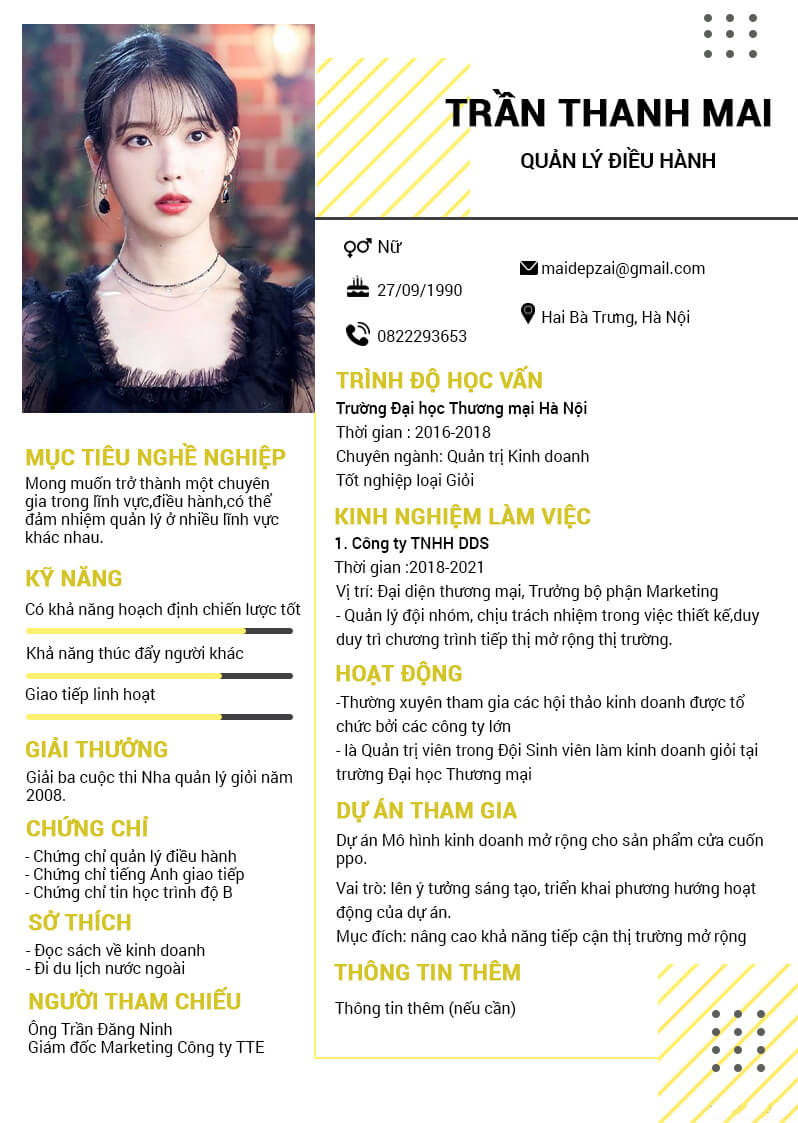 TRẦN THANH MAI
QUẢN LÝ ĐIỀU HÀNH
Nữ
27/09/1990
0822293653
maidepzai@gmail.com
Hai Bà Trưng, Hà Nội
MỤC TIÊU NGHỀ NGHIỆP
Mong muốn trở thành một chuyên
gia trong lĩnh vực,điều hành,có thể
đảm nhiệm quản lý ở nhiều lĩnh vực
khác nhau.
KỸ NĂNG
Có khả năng hoạch định chiến lược tốt
Khả năng thúc đẩy người khác
Giao tiếp linh hoạt
GIẢI THƯỞNG
Giải ba cuộc thi Nha quản lý giỏi năm
2008.
CHỨNG CHỈ
- Chứng chỉ quản lý điều hành
- Chứng chỉ tiếng Anh giao tiếp
- Chứng chỉ tin học trình độ B
SỞ THÍCH
- Đọc sách về kinh doanh
- Đi du lịch nước ngoài
NGƯỜI THAM CHIẾU
Ông Trần Đăng Ninh
Giám đốc Marketing Công ty TTE
TRÌNH ĐỘ HỌC VẤN
Trường Đại học Thương mại Hà Nội
Thời gian : 2016-2018
Chuyên ngành: Quản trị Kinh doanh
Tốt nghiệp loại Giỏi
KINH NGHIỆM LÀM VIỆC
1. Công ty TNHH DDS
Thời gian :2018-2021
Vị trí: Đại diện thương mại, Trưởng bộ phận Marketing
- Quản lý đội nhóm, chịu trách nhiệm trong việc thiết kế,duy
duy trì chương trình tiếp thị mở rộng thị trường.
HOẠT ĐỘNG
-Thường xuyên tham gia các hội thảo kinh doanh được tổ
chức bởi các công ty lớn
- là Quản trị viên trong Đội Sinh viên làm kinh doanh giỏi tại
trường Đại học Thương mại
DỰ ÁN THAM GIA
Dự án Mô hình kinh doanh mở rộng cho sản phẩm cửa cuốn
ppo.
Vai trò: lên ý tưởng sáng tạo, triển khai phương hướng hoạt
động của dự án.
Mục đích: nâng cao khả năng tiếp cận thị trường mở rộng
THÔNG TIN THÊM
Thông tin thêm (nếu cần)